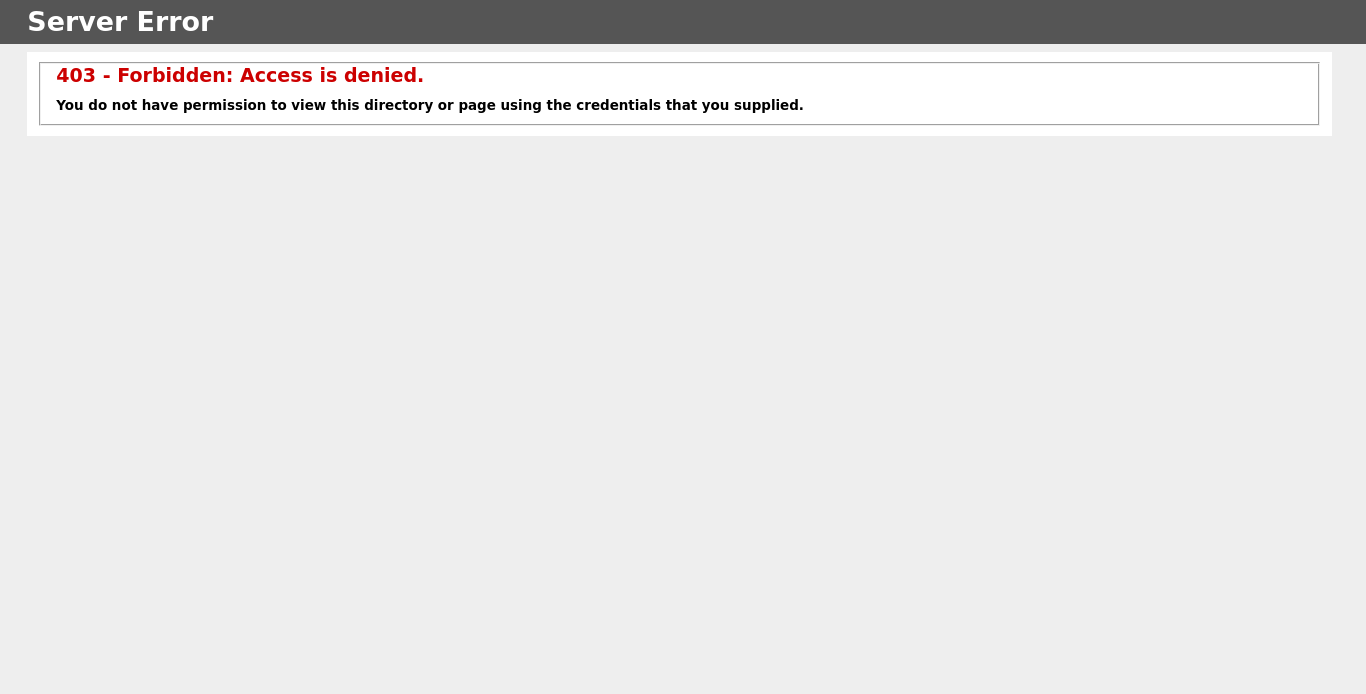 Server Error
403 - Forbidden: Access is denied.
You do not have permission to view this directory or page using the credentials that you supplied.